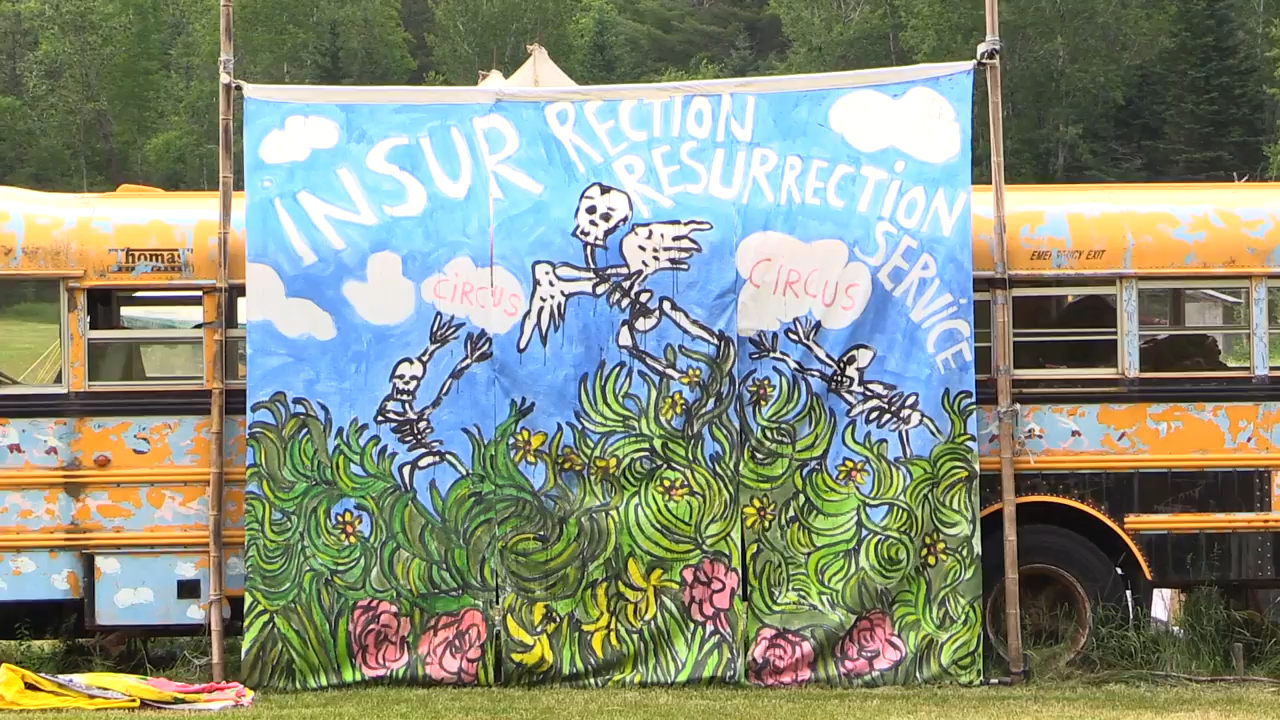 INSURRECTION
RESURRECTION
SERVICE
CIRCUS
CIRCUS
Thomas
EMERGENCY EXIT